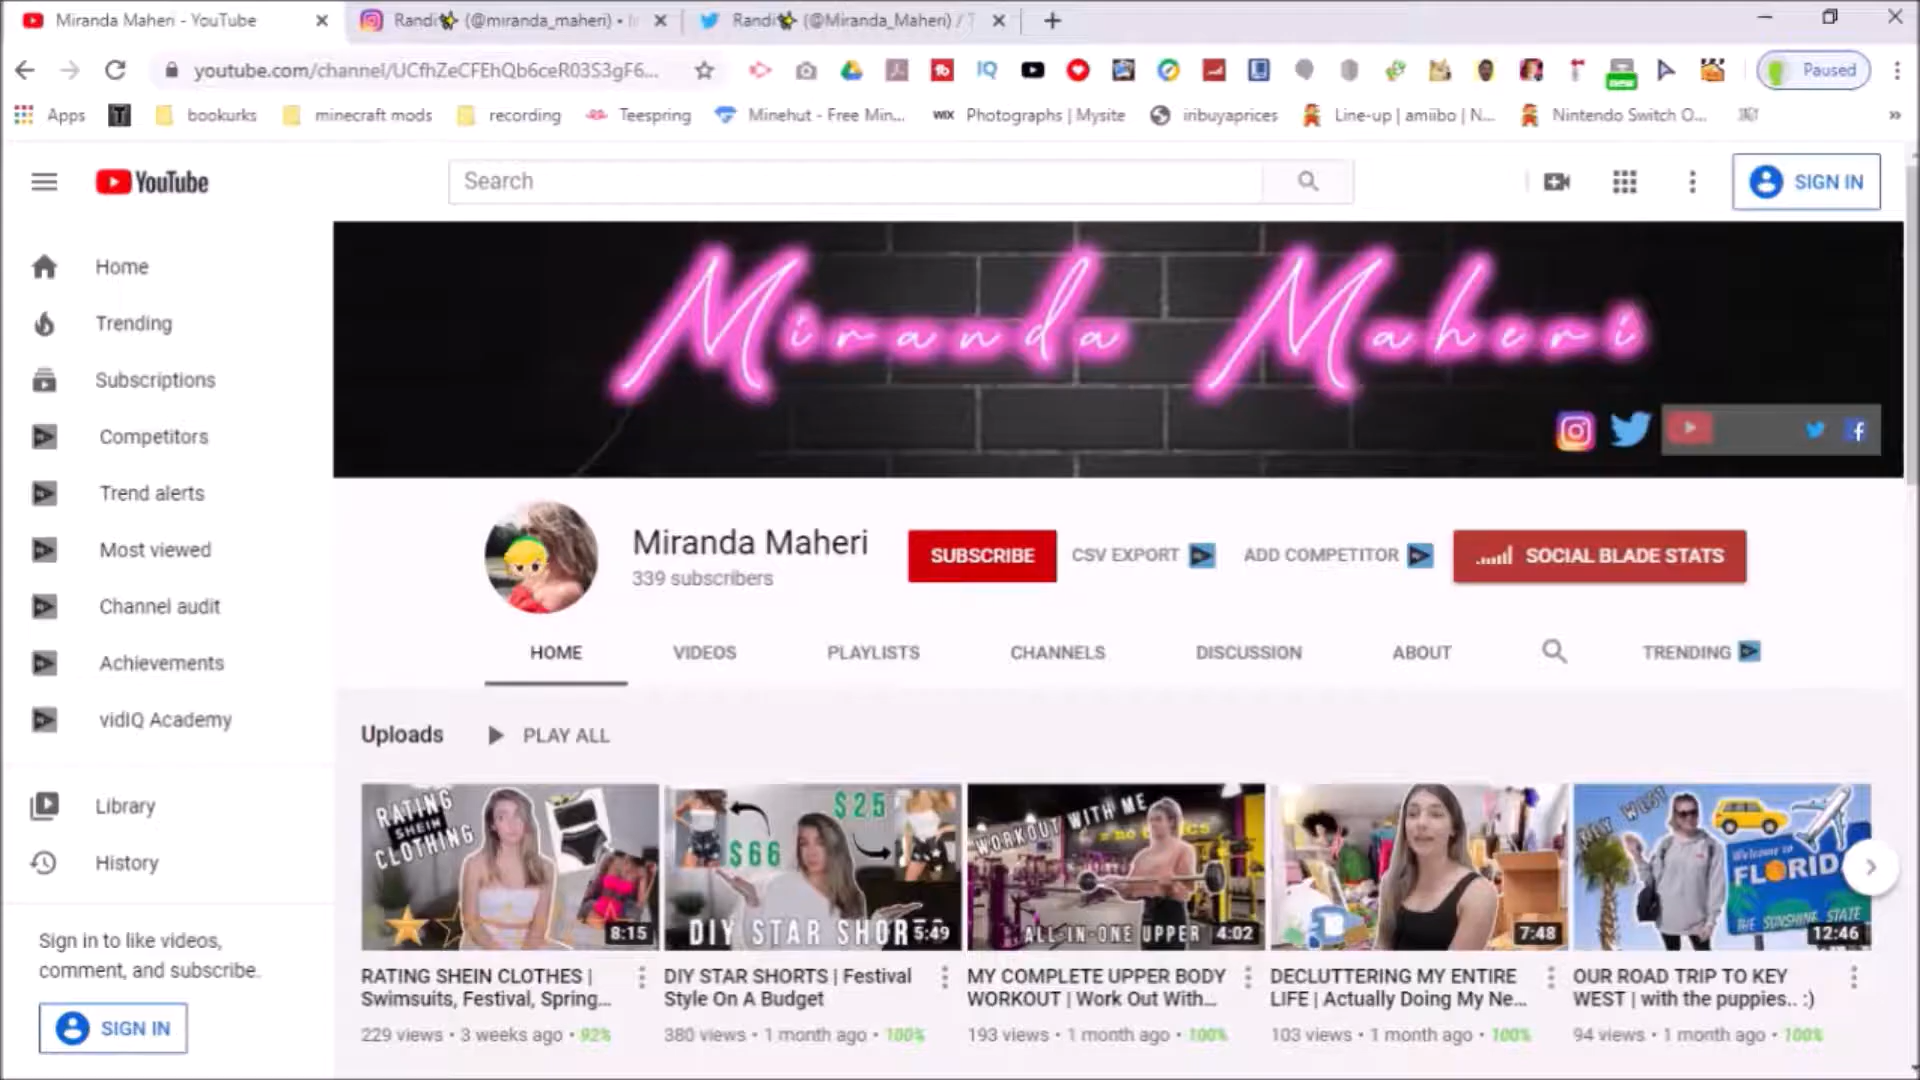 Miranda Maheri - YouTube
Randi (@miranda_maheri) •
Randi (@Miranda_Maheri) / T
youtube.com/channel/UCfhZeCFEhQb6ceR03S3gF6...
Paused
Apps
bookurks
minecraft mods
recording
Teespring
Minehut - Free Min...
WIX Photographs | Mysite
iribuyaprices
Line-up | amiibo | N...
Nintendo Switch O...
YouTube
Search
SIGN IN
Home
Trending
Subscriptions
Competitors
Trend alerts
Most viewed
Channel audit
Achievements
vidIQ Academy
Library
History
Sign in to like videos,
comment, and subscribe.
SIGN IN
Miranda Maheri
Miranda Maheri
339 subscribers
SUBSCRIBE
CSV EXPORT
ADD COMPETITOR
SOCIAL BLADE STATS
HOME
VIDEOS
PLAYLISTS
CHANNELS
DISCUSSION
ABOUT
TRENDING
Uploads
PLAY ALL
RATING
SHEIN
CLOTHING
8:15
RATING SHEIN CLOTHES |
Swimsuits, Festival, Spring...
229 views • 3 weeks ago • 92%
$25
$66
DIY STAR SHOR
5:49
DIY STAR SHORTS | Festival
Style On A Budget
380 views • 1 month ago • 100%
WORKOUT WITH ME
ALL-IN-ONE UPPER
4:02
MY COMPLETE UPPER BODY
WORKOUT | Work Out With...
193 views • 1 month ago • 100%
7:48
DECLUTTERING MY ENTIRE
LIFE | Actually Doing My Ne...
103 views • 1 month ago • 100%
KEY WEST
Welcome to
FLORID
THE SUNSHINE STATE
12:46
OUR ROAD TRIP TO KEY
WEST | with the puppies.. :)
94 views • 1 month ago • 100%